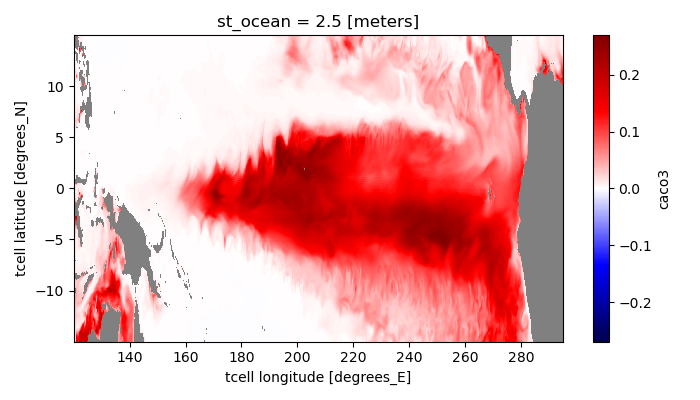 st_ocean = 2.5 [meters]
10
5
0
−5
−10
tcell latitude [degrees_N]
140 160 180 200 220 240 260 280
tcell longitude [degrees_E]
0.2
0.1
0.0
−0.1
−0.2
caco3